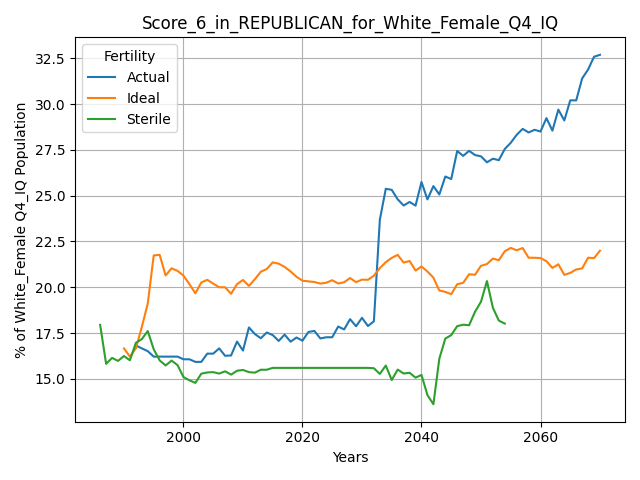 Score_6_in_REPUBLICAN_for_White_Female_Q4_IQ
Fertility
Actual
Ideal
Sterile
% of White_Female Q4_IQ Population
32.5
30.0
27.5
25.0
22.5
20.0
17.5
15.0
2000
2020
2040
2060
Years